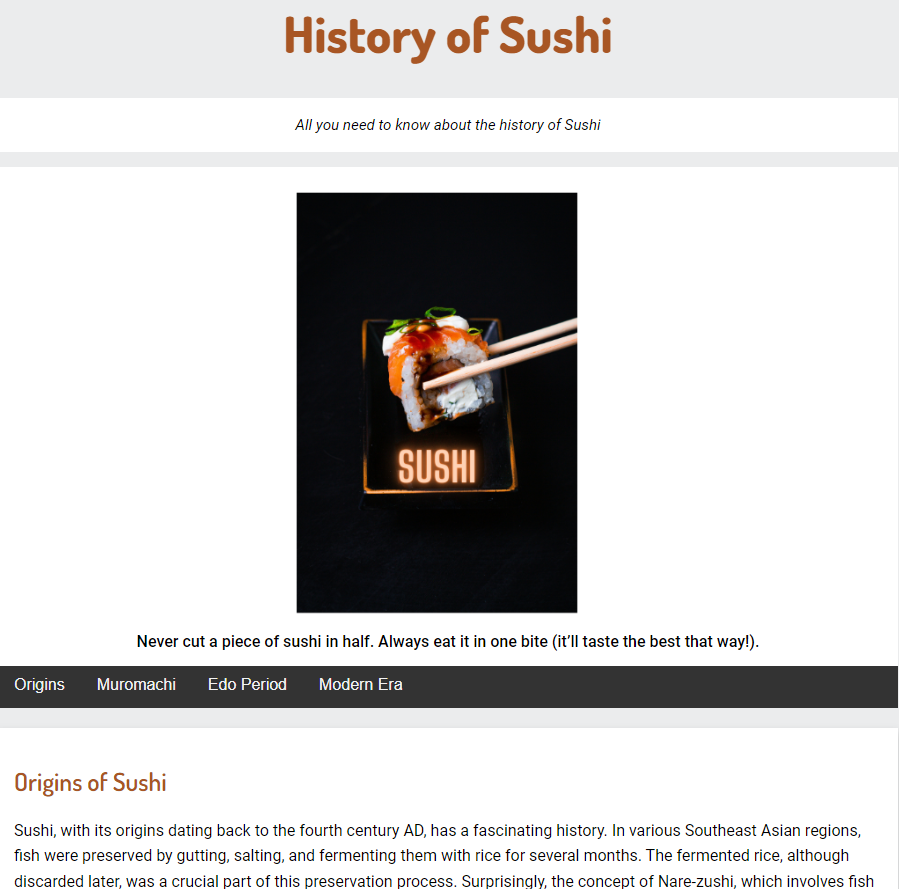 History of Sushi
All you need to know about the history of Sushi
SUSHI
Never cut a piece of sushi in half. Always eat it in one bite (it’ll taste the best that way!).
Origins Muromachi Edo Period Modern Era
Origins of Sushi
Sushi, with its origins dating back to the fourth century AD, has a fascinating history. In various Southeast Asian regions,
fish were preserved by gutting, salting, and fermenting them with rice for several months. The fermented rice, although
discarded later, was a crucial part of this preservation process. Surprisingly, the concept of Nare-zushi, which involves fish